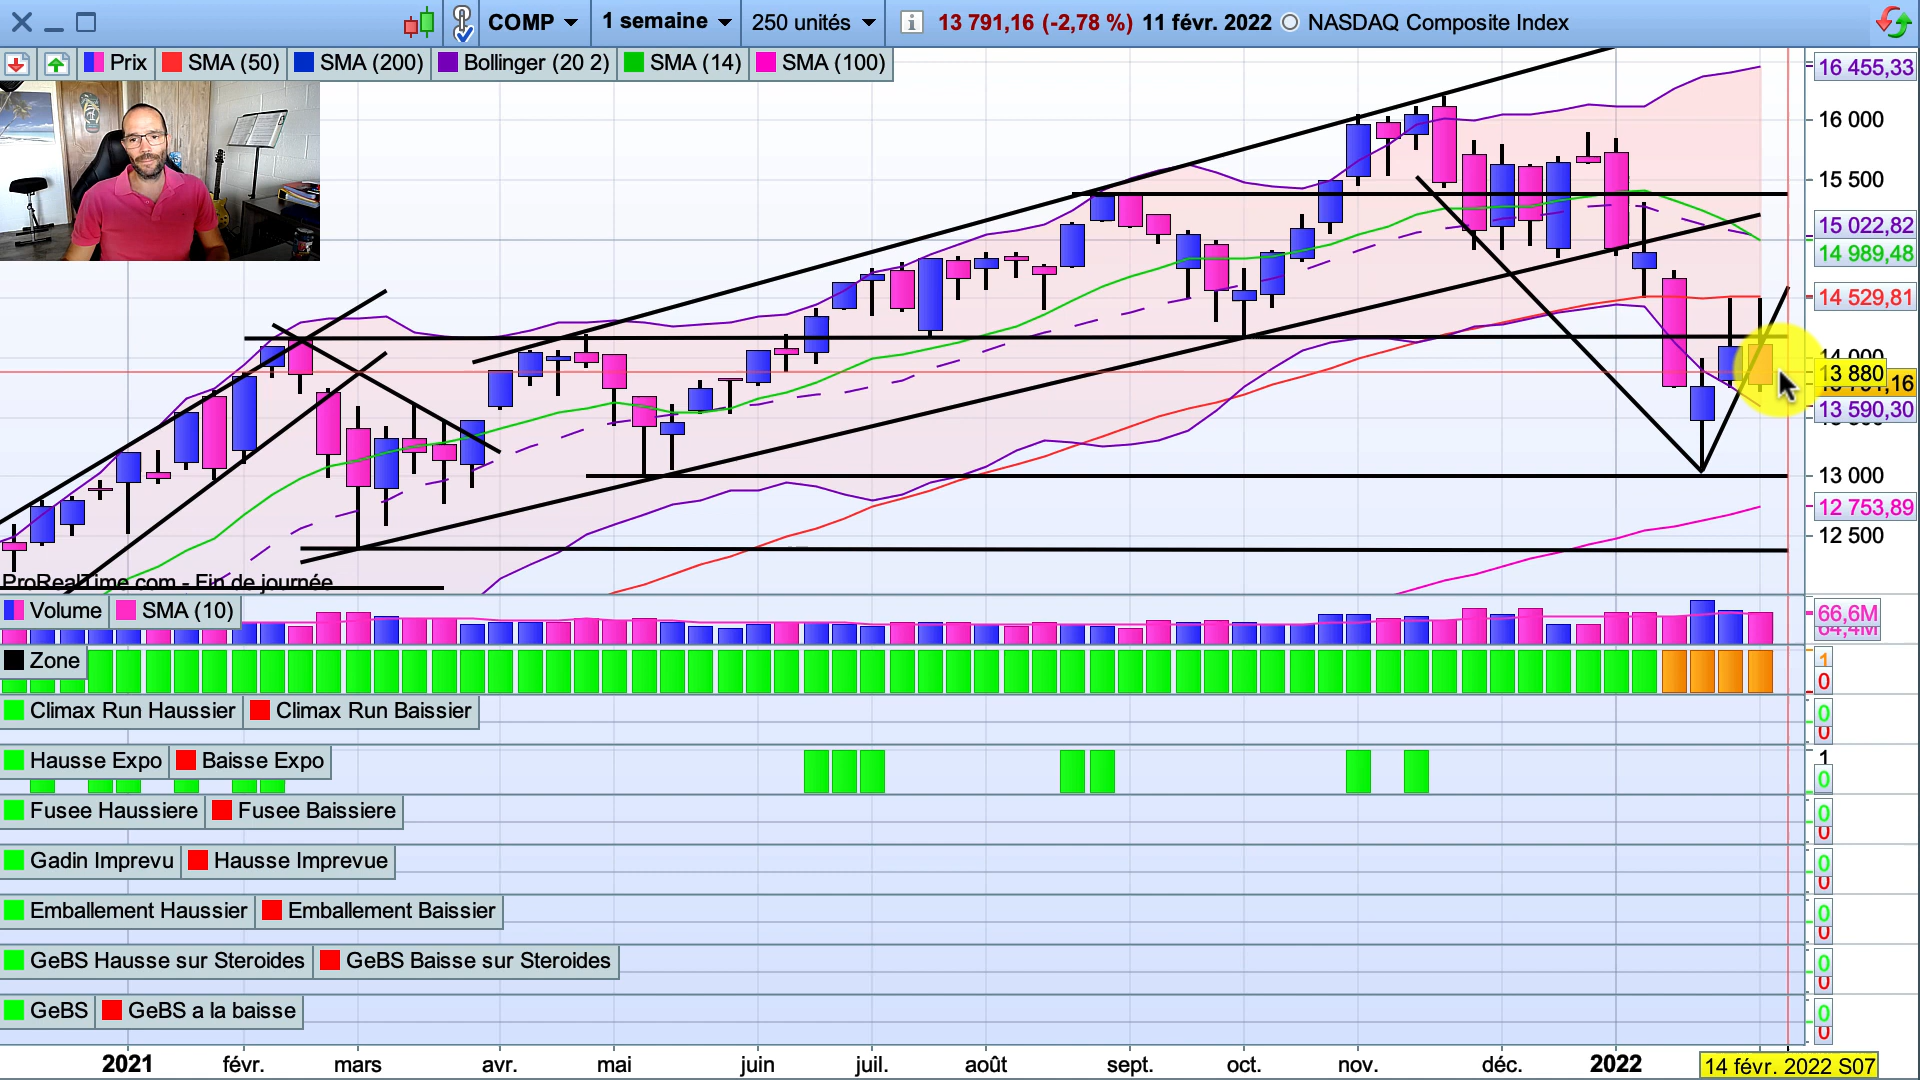 COMP 1 semaine 250 unités 13 791,16 (-2,78 %) 11 févr. 2022 NASDAQ Composite Index
Prix SMA (50) SMA (200) Bollinger (20 2) SMA (14) SMA (100)
16 455,33
16 000
15 500
15 022,82
14 989,48
14 529,81
14 000
13 880
13 590,30
13 000
12 753,89
12 500
ProRealTime.com - Fin de journée
Volume SMA (10)
66,6M
64,4M
Zone
1
0
Climax Run Haussier Climax Run Baissier
0
0
Hausse Expo Baisse Expo
1
0
Fusee Haussiere Fusee Baissiere
0
0
Gadin Imprevu Hausse Imprevue
0
0
Emballement Haussier Emballement Baissier
0
0
GeBS Hausse sur Steroides GeBS Baisse sur Steroides
0
0
GeBS GeBS a la baisse
0
0
2021 févr. mars avr. mai juin juil. août sept. oct. nov. déc. 2022 14 févr. 2022 S07